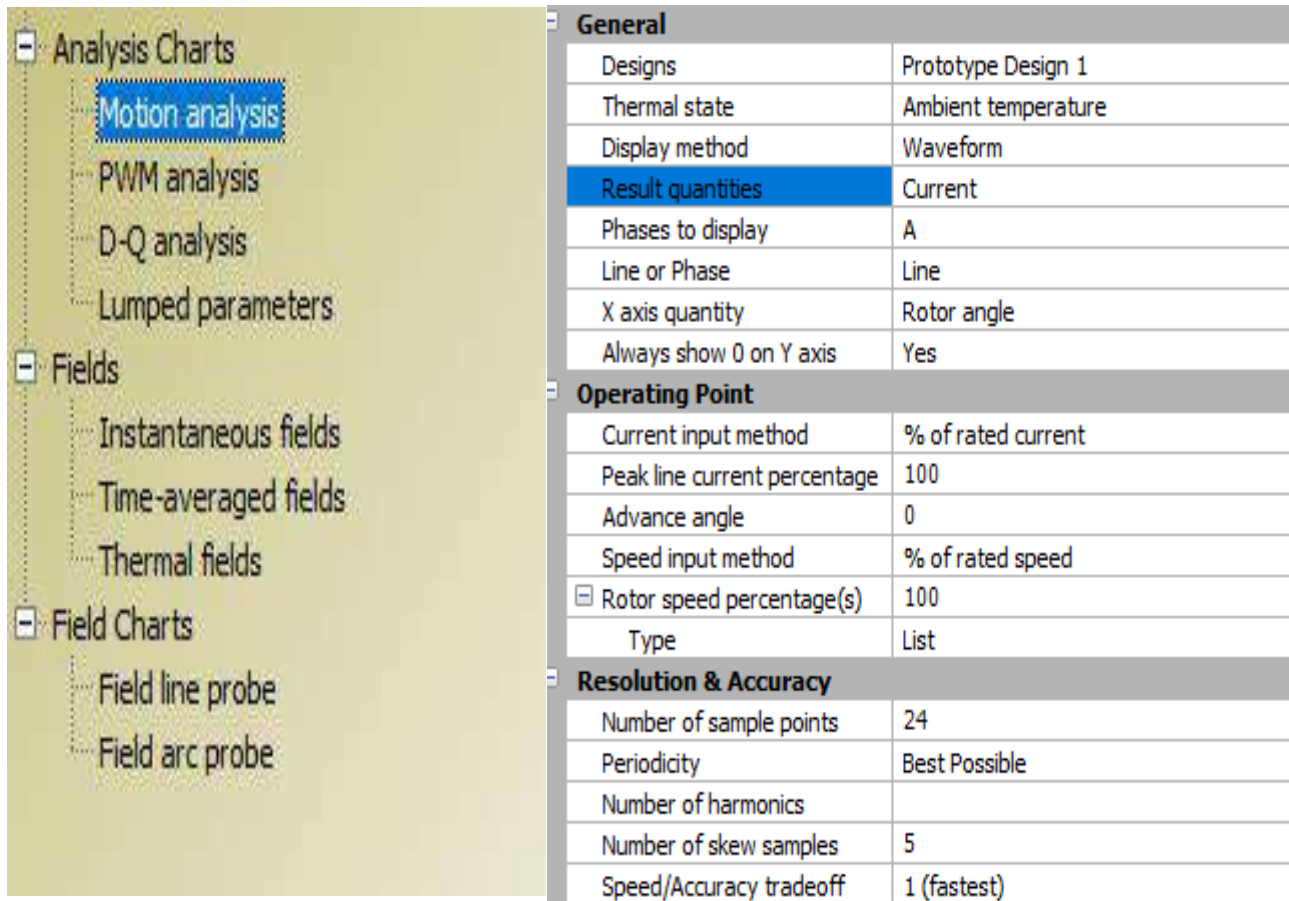 Analysis Charts
Motion analysis
PWM analysis
D-Q analysis
Lumped parameters
Fields
Instantaneous fields
Time-averaged fields
Thermal fields
Field Charts
Field line probe
Field arc probe
General
Designs Prototype Design 1
Thermal state Ambient temperature
Display method Waveform
Result quantities Current
Phases to display A
Line or Phase Line
X axis quantity Rotor angle
Always show 0 on Y axis Yes
Operating Point
Current input method % of rated current
Peak line current percentage 100
Advance angle 0
Speed input method % of rated speed
Rotor speed percentage(s) 100
Type List
Resolution & Accuracy
Number of sample points 24
Periodicity Best Possible
Number of harmonics
Number of skew samples 5
Speed/Accuracy tradeoff 1 (fastest)